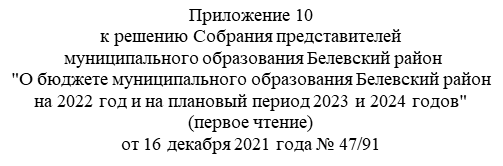 Приложение 10
к решению Собрания представителей
муниципального образования Белевский район
"О бюджете муниципального образования Белевский район
на 2022 год и на плановый период 2023 и 2024 годов"
(первое чтение)
от 16 декабря 2021 года № 47/91